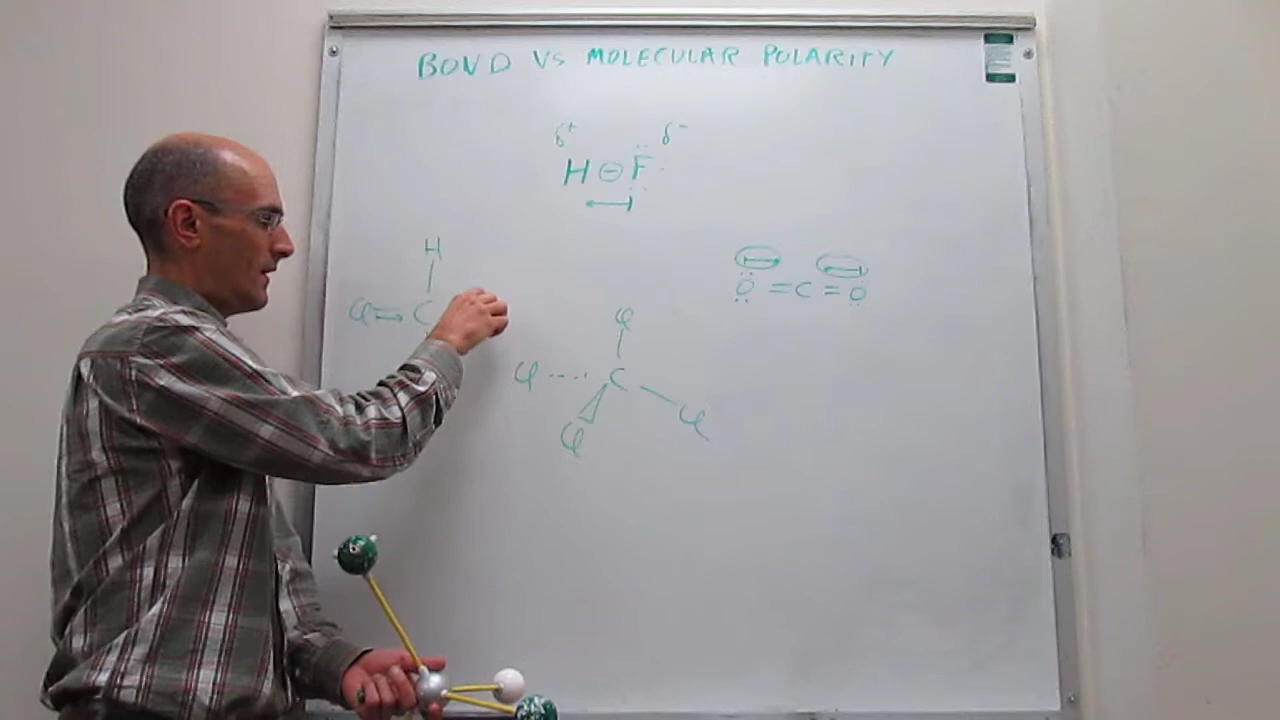 BOND VS MOLECULAR POLARITY
δ+ δ-
H F
H
Cl C
O=C=O
Cl
Cl C
Cl
Cl